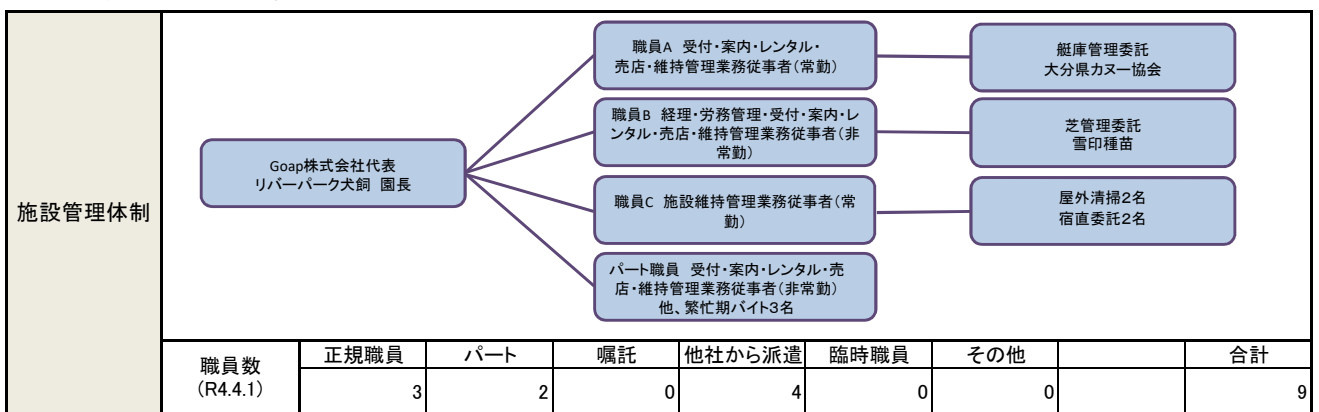 施設管理体制
Goap株式会社代表
リバーパーク犬飼 園長
職員A 受付・案内・レンタル・
売店・維持管理業務従事者(常勤)
艇庫管理委託
大分県カヌー協会
職員B 経理・労務管理・受付・案内・レ
ンタル・売店・維持管理業務従事者(非
常勤)
芝管理委託
雪印種苗
職員C 施設維持管理業務従事者(常
勤)
屋外清掃2名
宿直委託2名
パート職員 受付・案内・レンタル・売
店・維持管理業務従事者(非常勤)
他、繁忙期バイト3名
職員数
(R4.4.1)
正規職員 パート 嘱託 他社から派遣 臨時職員 その他 合計
3 2 0 4 0 0 9